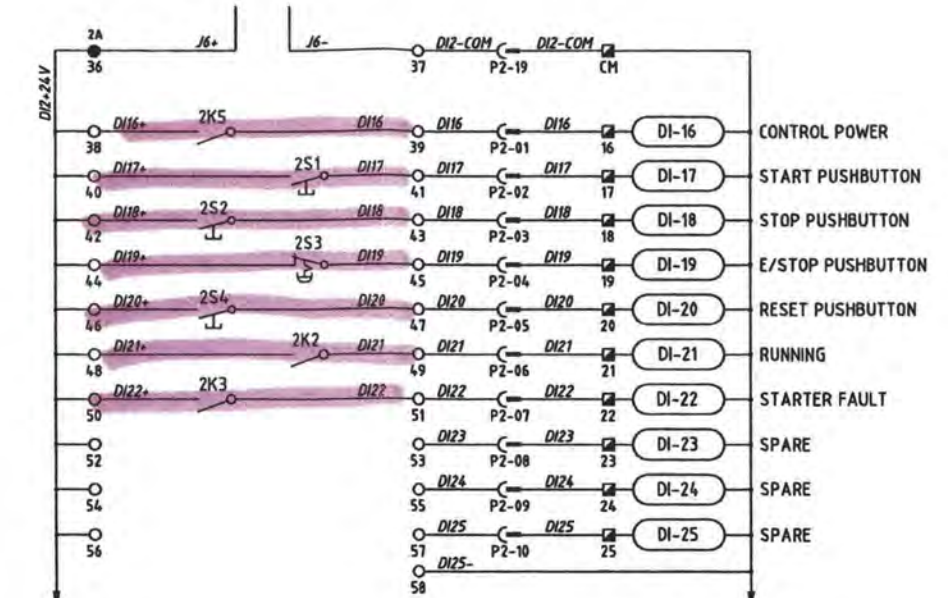 2A J6+ J6- DI2-COM DI2-COM
36 37 P2-19 CM
DI2+24V
DI16+ 2K5 DI16 DI16 DI16 DI-16 CONTROL POWER
38 39 P2-01 16
DI17+ 2S1 DI17 DI17 DI17 DI-17 START PUSHBUTTON
40 41 P2-02 17
DI18+ 2S2 DI18 DI18 DI18 DI-18 STOP PUSHBUTTON
42 43 P2-03 18
DI19+ 2S3 DI19 DI19 DI19 DI-19 E/STOP PUSHBUTTON
44 45 P2-04 19
DI20+ 2S4 DI20 DI20 DI20 DI-20 RESET PUSHBUTTON
46 47 P2-05 20
DI21+ 2K2 DI21 DI21 DI21 DI-21 RUNNING
48 49 P2-06 21
DI22+ 2K3 DI22 DI22 DI22 DI-22 STARTER FAULT
50 51 P2-07 22
DI23 DI23 DI-23 SPARE
52 53 P2-08 23
DI24 DI24 DI-24 SPARE
54 55 P2-09 24
DI25 DI25 DI-25 SPARE
56 57 P2-10 25
DI25-
58